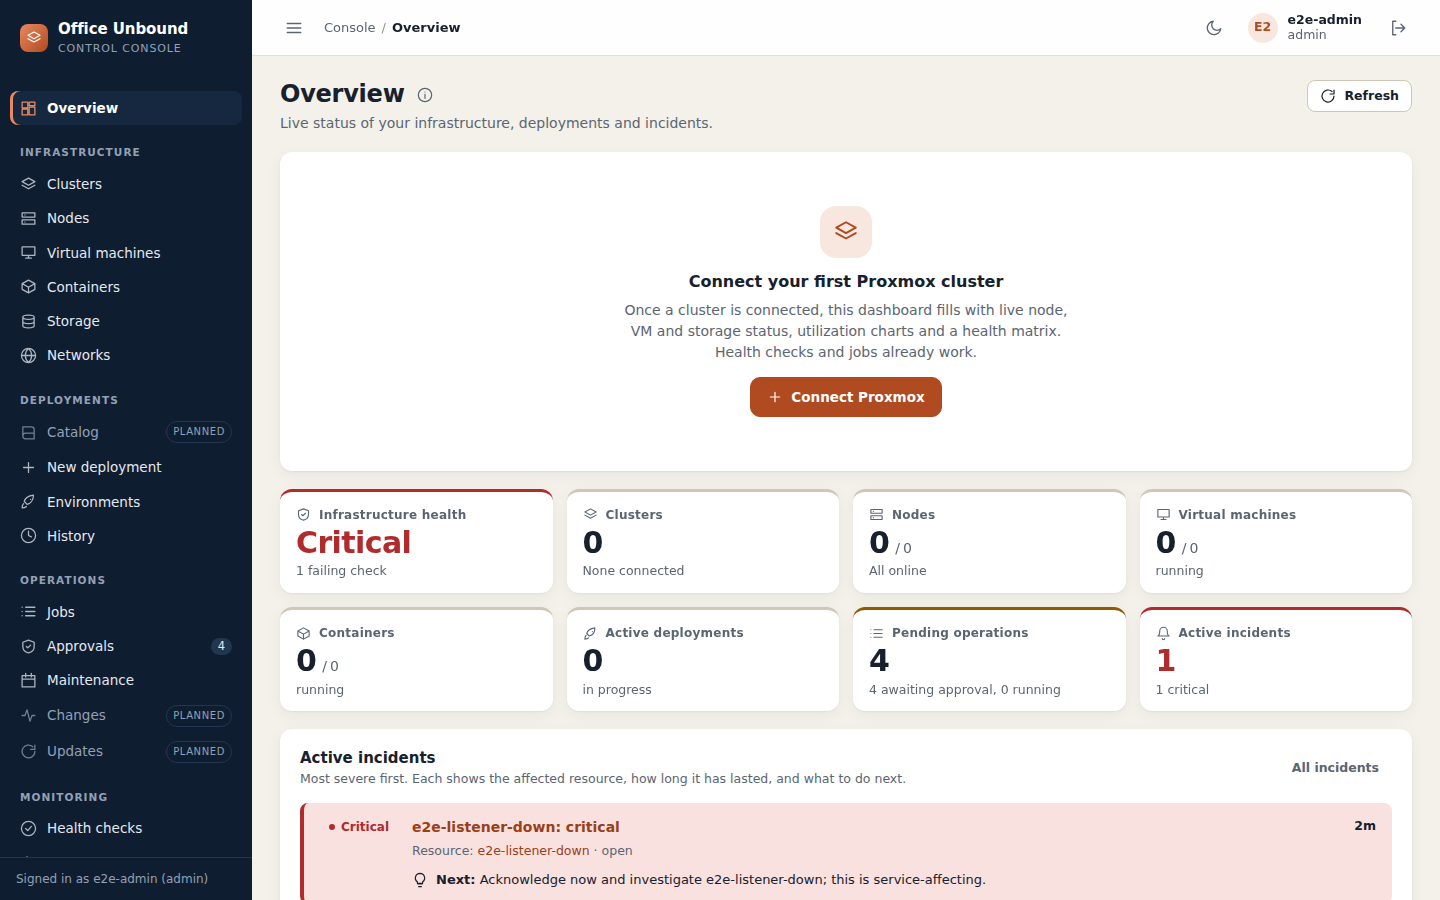 Office Unbound
CONTROL CONSOLE
Overview
INFRASTRUCTURE
Clusters
Nodes
Virtual machines
Containers
Storage
Networks
DEPLOYMENTS
Catalog PLANNED
New deployment
Environments
History
OPERATIONS
Jobs
Approvals 4
Maintenance
Changes PLANNED
Updates PLANNED
MONITORING
Health checks
Signed in as e2e-admin (admin)
Console / Overview
E2 e2e-admin
admin
Overview
Refresh
Live status of your infrastructure, deployments and incidents.
Connect your first Proxmox cluster
Once a cluster is connected, this dashboard fills with live node,
VM and storage status, utilization charts and a health matrix.
Health checks and jobs already work.
Connect Proxmox
Infrastructure health
Critical
1 failing check
Clusters
0
None connected
Nodes
0 / 0
All online
Virtual machines
0 / 0
running
Containers
0 / 0
running
Active deployments
0
in progress
Pending operations
4
4 awaiting approval, 0 running
Active incidents
1
1 critical
Active incidents
Most severe first. Each shows the affected resource, how long it has lasted, and what to do next.
All incidents
Critical e2e-listener-down: critical 2m
Resource: e2e-listener-down · open
Next: Acknowledge now and investigate e2e-listener-down; this is service-affecting.